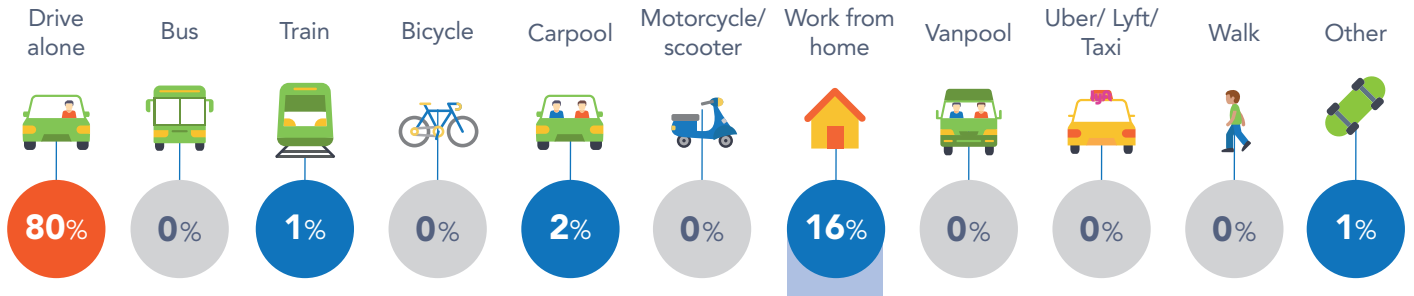 Drive
alone
Bus
Train
Bicycle
Carpool
Motorcycle/
scooter
Work from
home
Vanpool
Uber/ Lyft/
Taxi
Walk
Other
80%
0%
1%
0%
2%
0%
16%
0%
0%
0%
1%